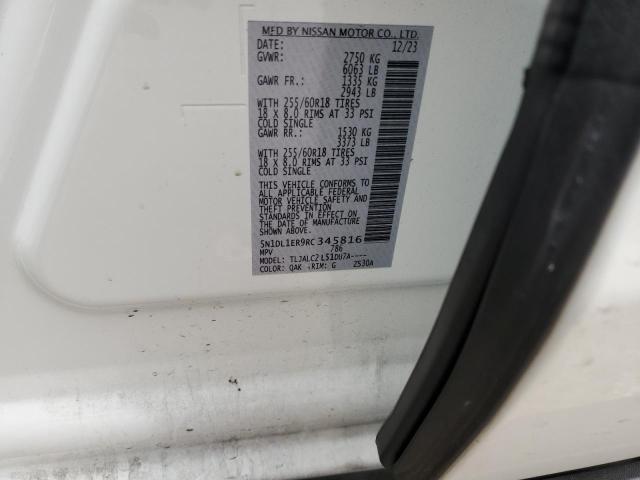 MFD BY NISSAN MOTOR CO., LTD.
DATE: 12/23
GVWR: 2750 KG
6063 LB
GAWR FR.: 1335 KG
2943 LB
WITH 255/60R18 TIRES
18 X 8.0 RIMS AT 33 PSI
COLD SINGLE
GAWR RR.: 1530 KG
3373 LB
WITH 255/60R18 TIRES
18 X 8.0 RIMS AT 33 PSI
COLD SINGLE
THIS VEHICLE CONFORMS TO
ALL APPLICABLE FEDERAL
MOTOR VEHICLE SAFETY AND
THEFT PREVENTION STANDARDS
IN EFFECT ON THE DATE OF
MANUFACTURE SHOWN ABOVE.
5N1DL1ER9RC345816
MPV 786
MODEL: TLJALC2 L51DU7A----
COLOR: QAK TRIM: G 2S30A